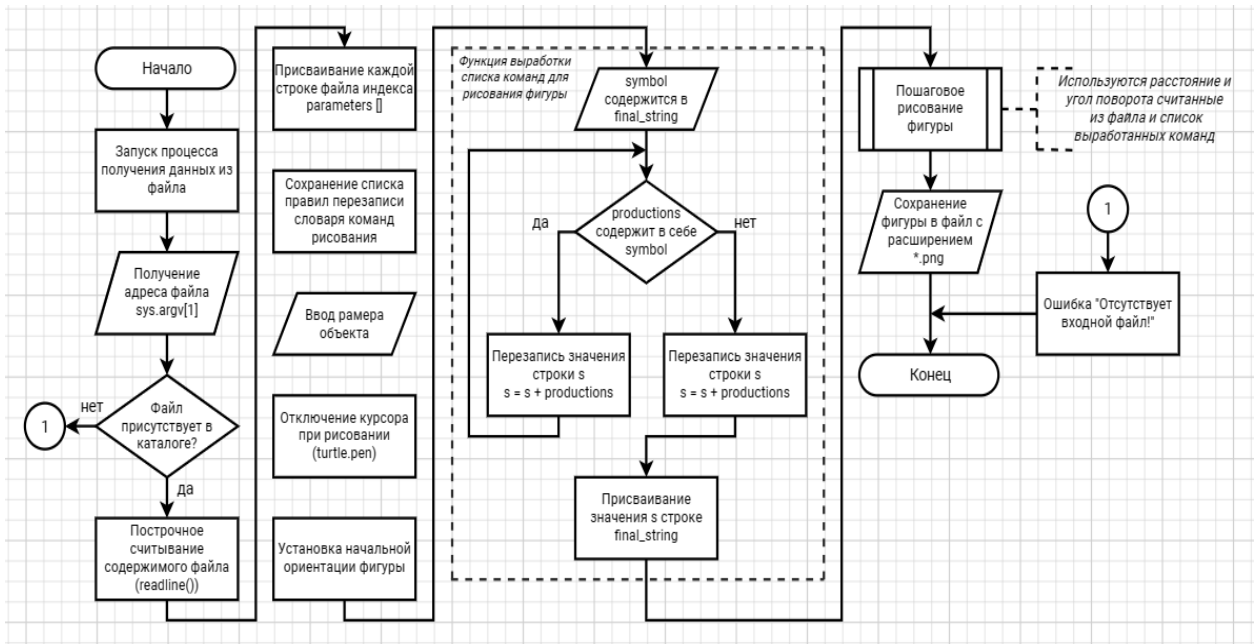 Начало
Запуск процесса
получения данных из
файла
Получение
адреса файла
sys.argv[1]
Файл
присутствует в
каталоге?
нет
1
да
Построчное
считывание
содержимого файла
(readline())
Присваивание каждой
строке файла индекса
parameters []
Сохранение списка
правил перезаписи
словаря команд
рисования
Ввод рамера
объекта
Отключение курсора
при рисовании
(turtle.pen)
Установка начальной
ориентации фигуры
Функция выработки
списка команд для
рисования фигуры
symbol
содержится в
final_string
productions
содержит в себе
symbol
да
нет
Перезапись значения
строки s
s = s + productions
Перезапись значения
строки s
s = s + productions
Присваивание
значения s строке
final_string
Пошаговое
рисование
фигуры
Используются расстояние и
угол поворота считанные
из файла и список
выработанных команд
Сохранение
фигуры в файл с
расширением
*.png
1
Ошибка "Отсутствует
входной файл!"
Конец